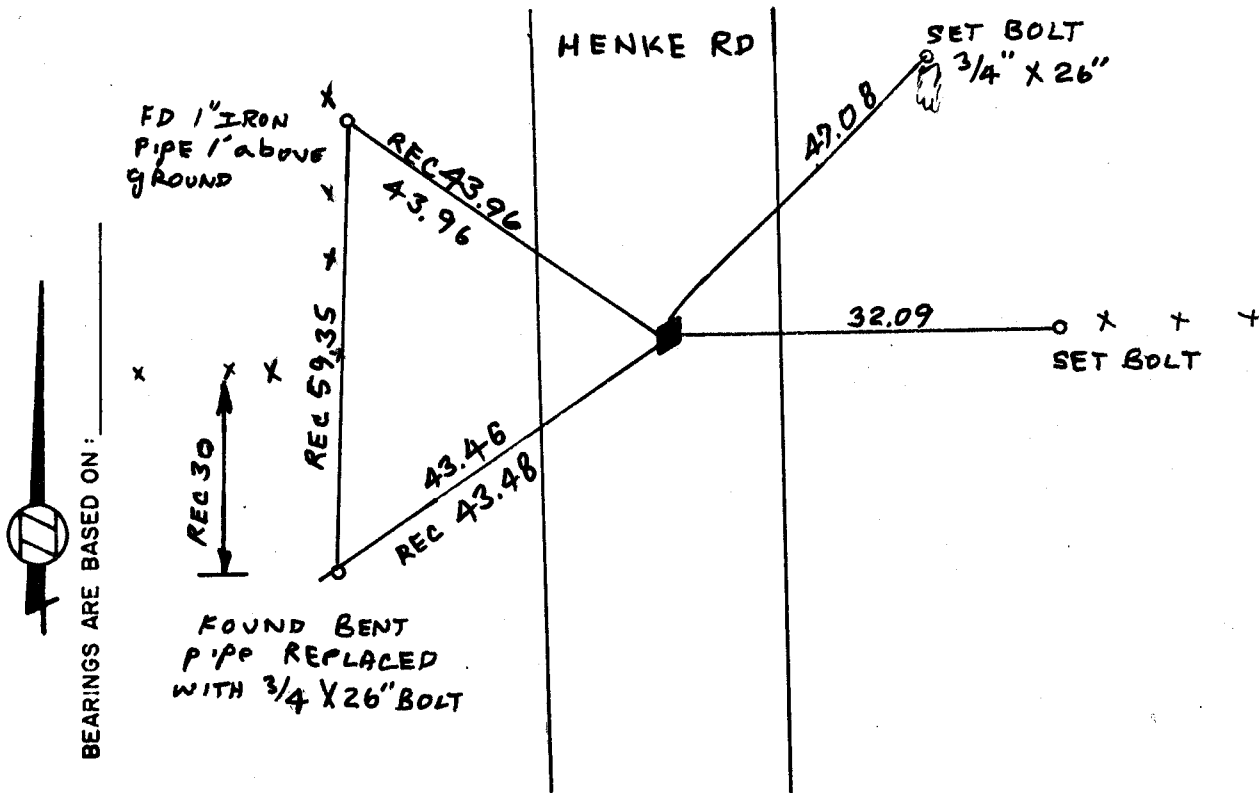 HENKE RD
SET BOLT
3/4" X 26"
FD 1" IRON
PIPE 1' above
gROUND
REC 43.96
43.96
47.08
32.09
SET BOLT
REC 59.35
REC 30
43.46
REC 43.48
FOUND BENT
PIPE REPLACED
WITH 3/4 X 26" BOLT
BEARINGS ARE BASED ON: